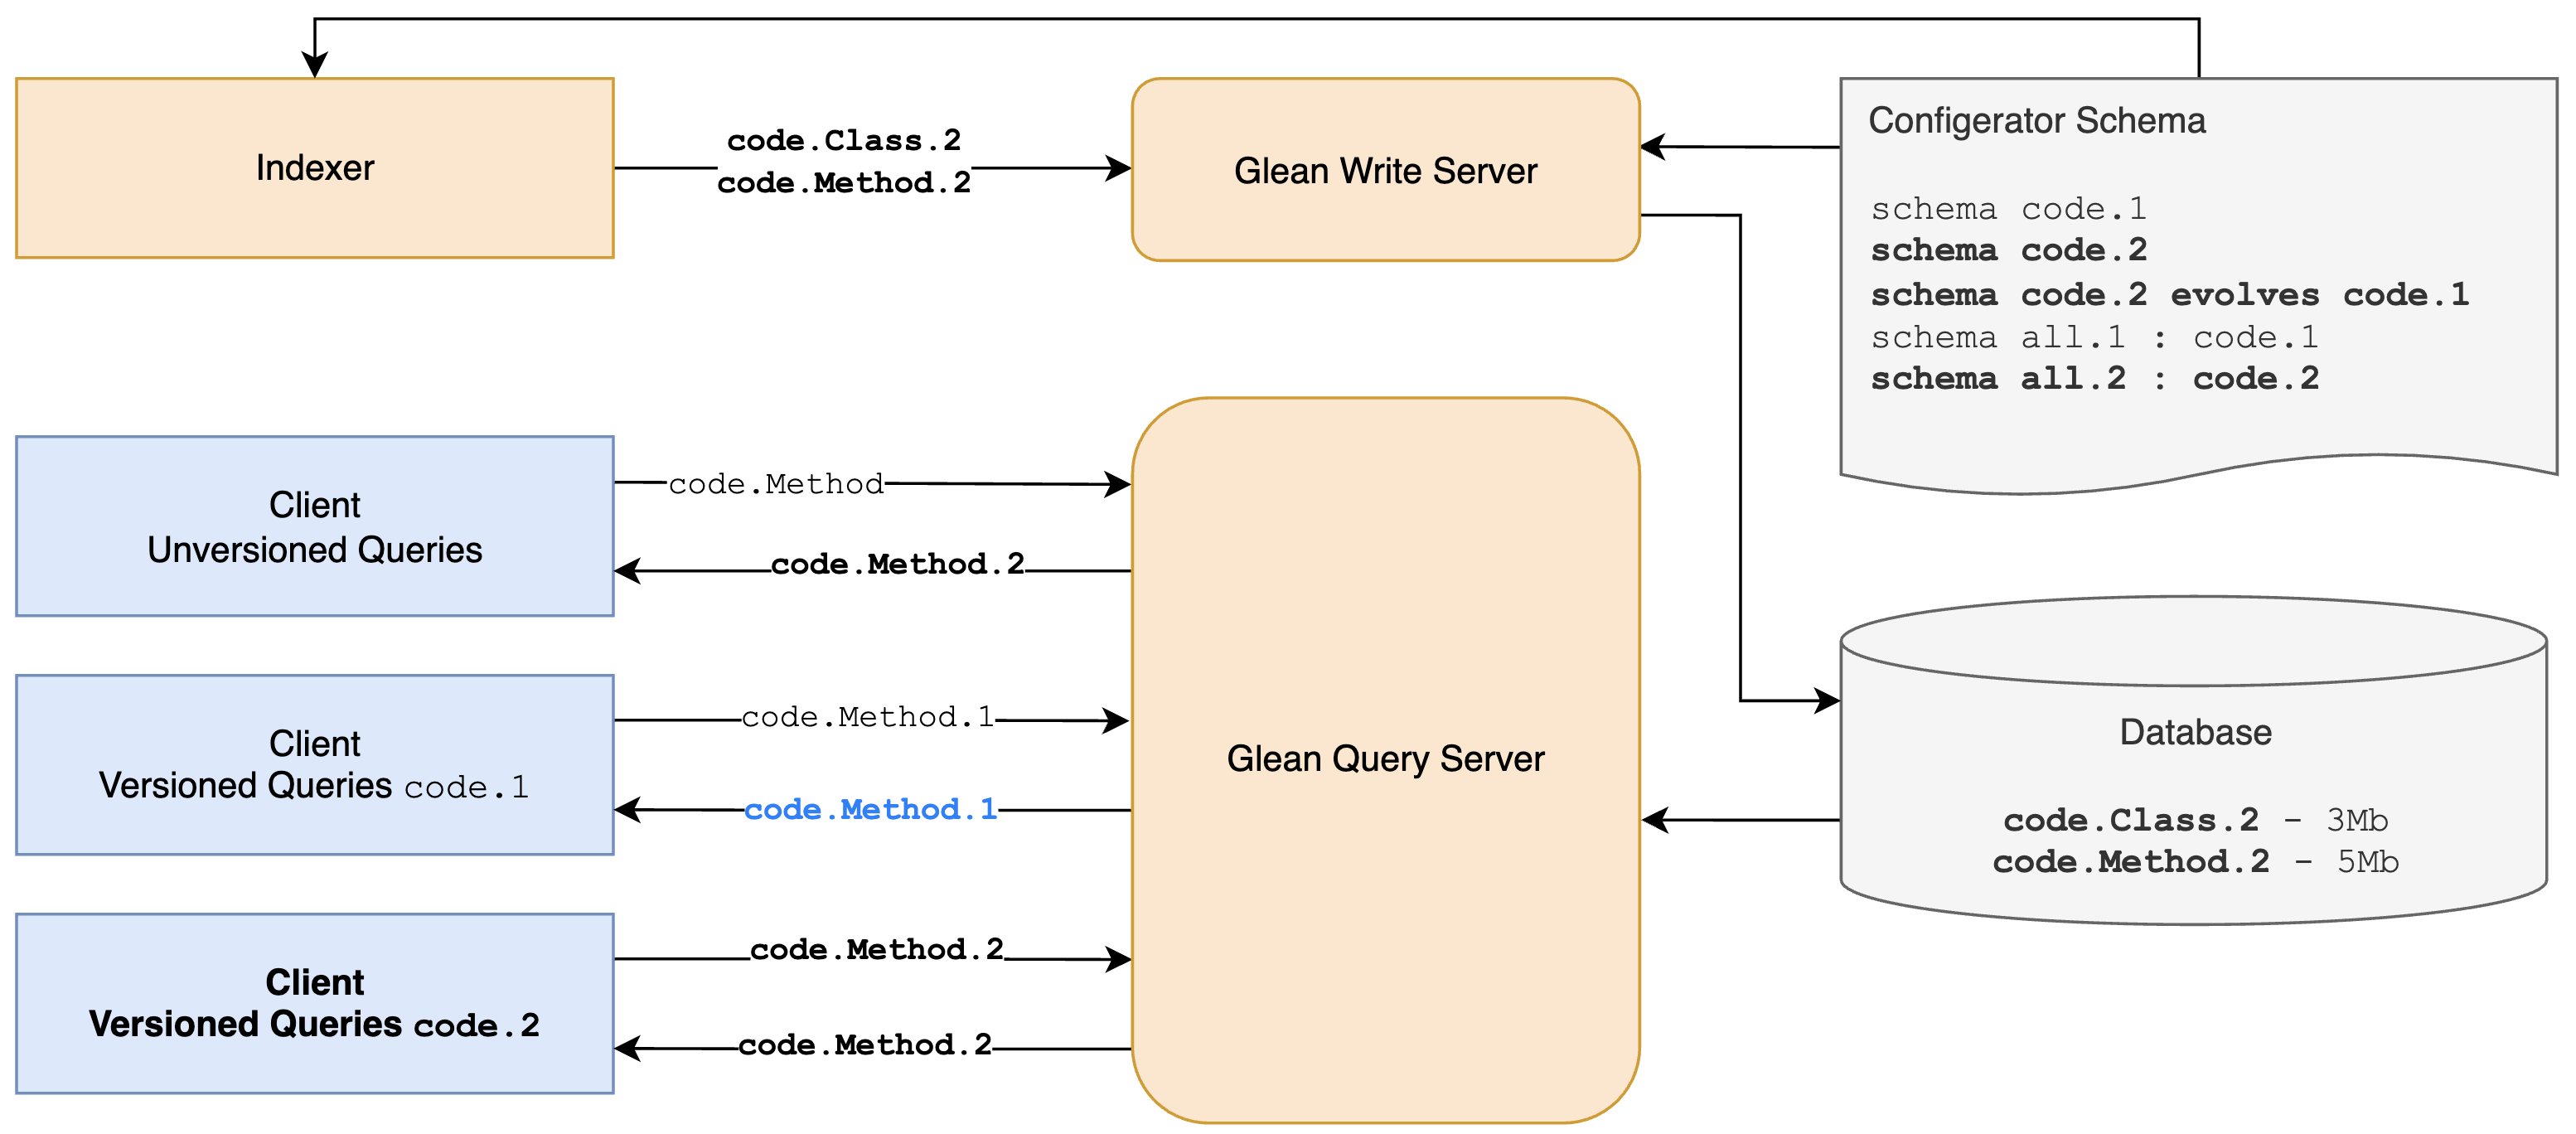 Indexer
code.Class.2
code.Method.2
Glean Write Server
Configerator Schema
schema code.1
schema code.2
schema code.2 evolves code.1
schema all.1 : code.1
schema all.2 : code.2
Client
Unversioned Queries
code.Method
code.Method.2
Client
Versioned Queries code.1
code.Method.1
code.Method.1
Client
Versioned Queries code.2
code.Method.2
code.Method.2
Glean Query Server
Database
code.Class.2 - 3Mb
code.Method.2 - 5Mb